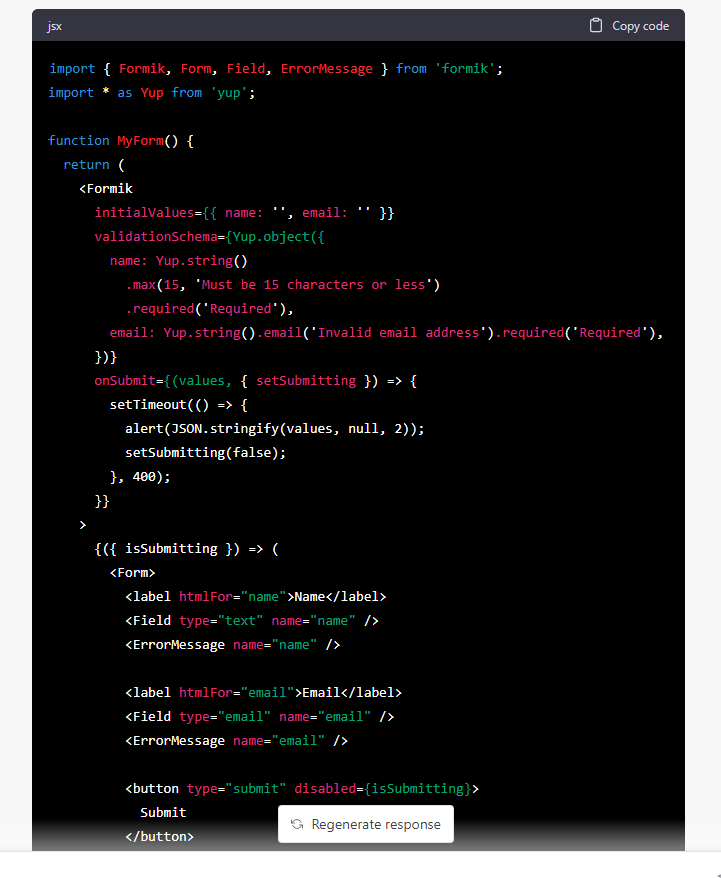 jsx
Copy code
import { Formik, Form, Field, ErrorMessage } from 'formik';
import * as Yup from 'yup';
function MyForm() {
return (
<Formik
initialValues={{ name: '', email: '' }}
validationSchema={Yup.object({
name: Yup.string()
.max(15, 'Must be 15 characters or less')
.required('Required'),
email: Yup.string().email('Invalid email address').required('Required'),
})}
onSubmit={(values, { setSubmitting }) => {
setTimeout(() => {
alert(JSON.stringify(values, null, 2));
setSubmitting(false);
}, 400);
}}
>
{({ isSubmitting }) => (
<Form>
<label htmlFor="name">Name</label>
<Field type="text" name="name" />
<ErrorMessage name="name" />
<label htmlFor="email">Email</label>
<Field type="email" name="email" />
<ErrorMessage name="email" />
<button type="submit" disabled={isSubmitting}>
Submit
Regenerate response
</button>